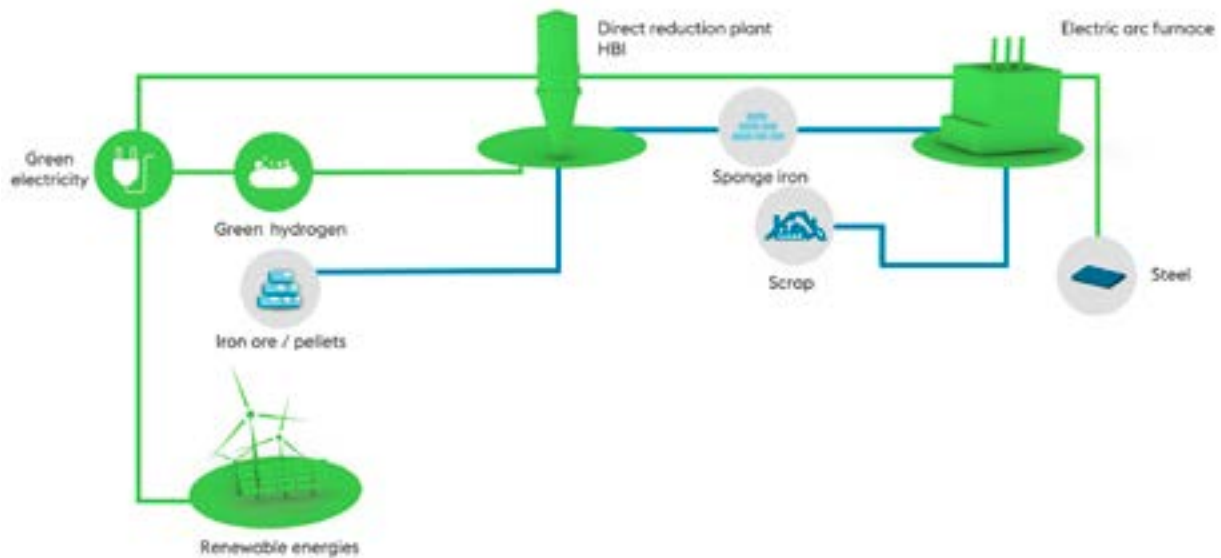 Direct reduction plant
HBI
Electric arc furnace
Green
electricity
Sponge iron
Green hydrogen
Scrap
Steel
Iron ore / pellets
Renewable energies